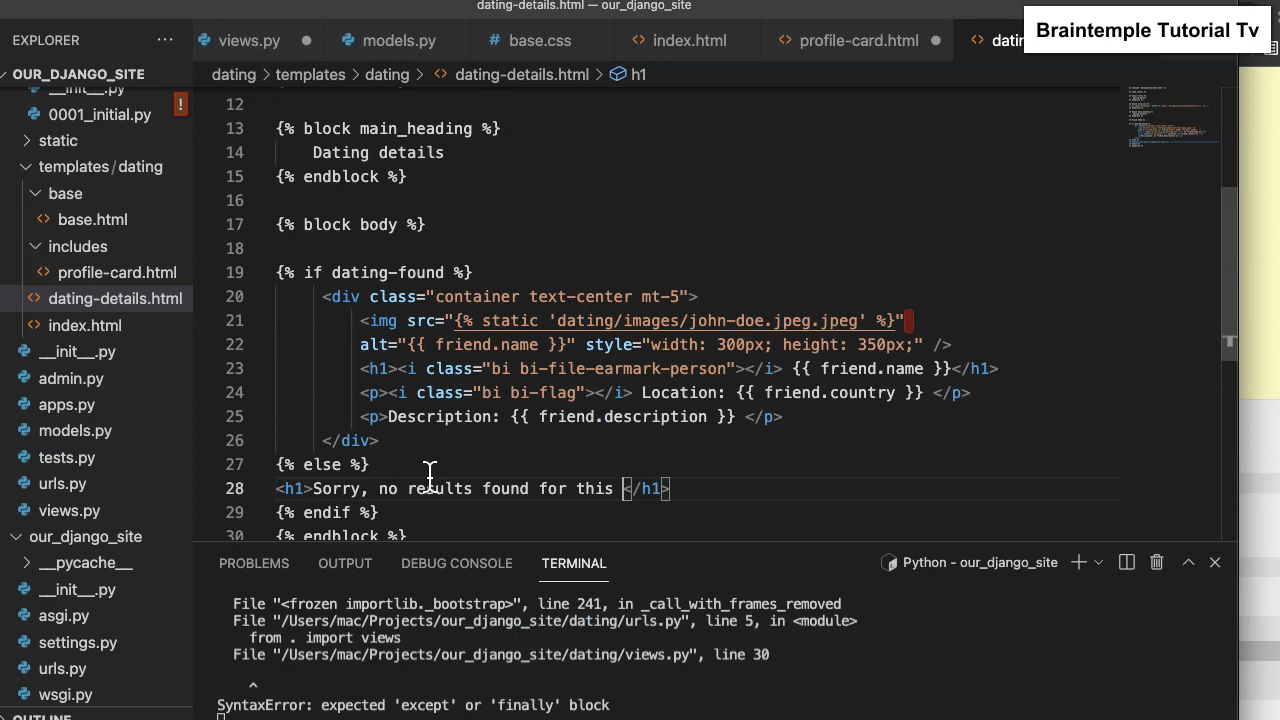 dating-details.html — our_django_site
Braintemple Tutorial Tv
EXPLORER
views.py
models.py
# base.css
index.html
profile-card.html
OUR_DJANGO_SITE
__init__.py
0001_initial.py
static
templates/dating
base
base.html
includes
profile-card.html
dating-details.html
index.html
__init__.py
admin.py
apps.py
models.py
tests.py
urls.py
views.py
our_django_site
__pycache__
__init__.py
asgi.py
settings.py
urls.py
wsgi.py
OUTLINE
dating > templates > dating > dating-details.html > h1
12
13 {% block main_heading %}
14 Dating details
15 {% endblock %}
16
17 {% block body %}
18
19 {% if dating-found %}
20 <div class="container text-center mt-5">
21 <img src="{% static 'dating/images/john-doe.jpeg.jpeg' %}"
22 alt="{{ friend.name }}" style="width: 300px; height: 350px;" />
23 <h1><i class="bi bi-file-earmark-person"></i> {{ friend.name }}</h1>
24 <p><i class="bi bi-flag"></i> Location: {{ friend.country }} </p>
25 <p>Description: {{ friend.description }} </p>
26 </div>
27 {% else %}
28 <h1>Sorry, no results found for this </h1>
29 {% endif %}
30 {% endblock %}
PROBLEMS OUTPUT DEBUG CONSOLE TERMINAL
Python - our_django_site
File "<frozen importlib._bootstrap>", line 241, in _call_with_frames_removed
File "/Users/mac/Projects/our_django_site/dating/urls.py", line 5, in <module>
from . import views
File "/Users/mac/Projects/our_django_site/dating/views.py", line 30
^
SyntaxError: expected 'except' or 'finally' block